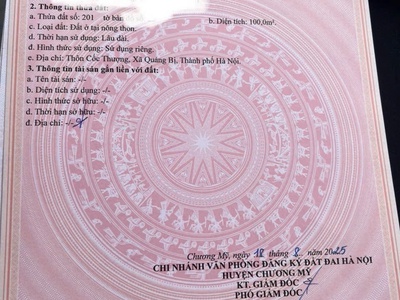 2. Thông tin thửa đất:
a. Thửa đất số: 201 tờ bản b. Diện tích: 100,0m².
c. Loại đất: Đất ở tại nông thôn.
d. Thời hạn sử dụng: Lâu dài.
đ. Hình thức sử dụng: Sử dụng riêng.
e. Địa chỉ: Thôn Cốc Thượng, Xã Quảng Bị, Thành phố Hà Nội.
3. Thông tin tài sản gắn liền với đất:
a. Tên tài sản: -/-
b. Diện tích sử dụng: -/-
c. Hình thức sở hữu: -/-
d. Thời hạn sở hữu: -/-
đ. Địa chỉ: -/-
Chương Mỹ, ngày 18 tháng 8 năm 2025
CHI NHÁNH VĂN PHÒNG ĐĂNG KÝ ĐẤT ĐAI HÀ NỘI
HUYỆN CHƯƠNG MỸ
KT. GIÁM ĐỐC
PHÓ GIÁM ĐỐC